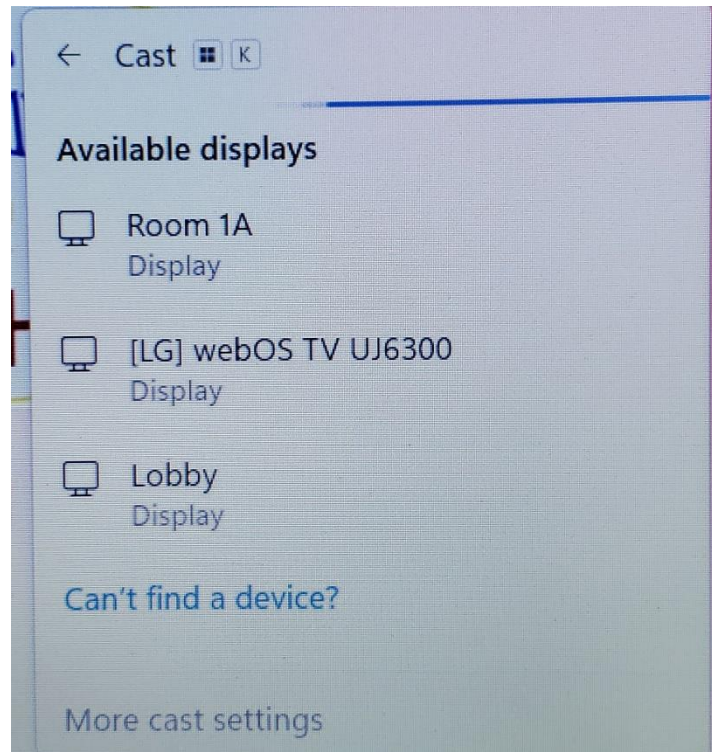 Cast K
Available displays
Room 1A
Display
[LG] webOS TV UJ6300
Display
Lobby
Display
Can't find a device?
More cast settings